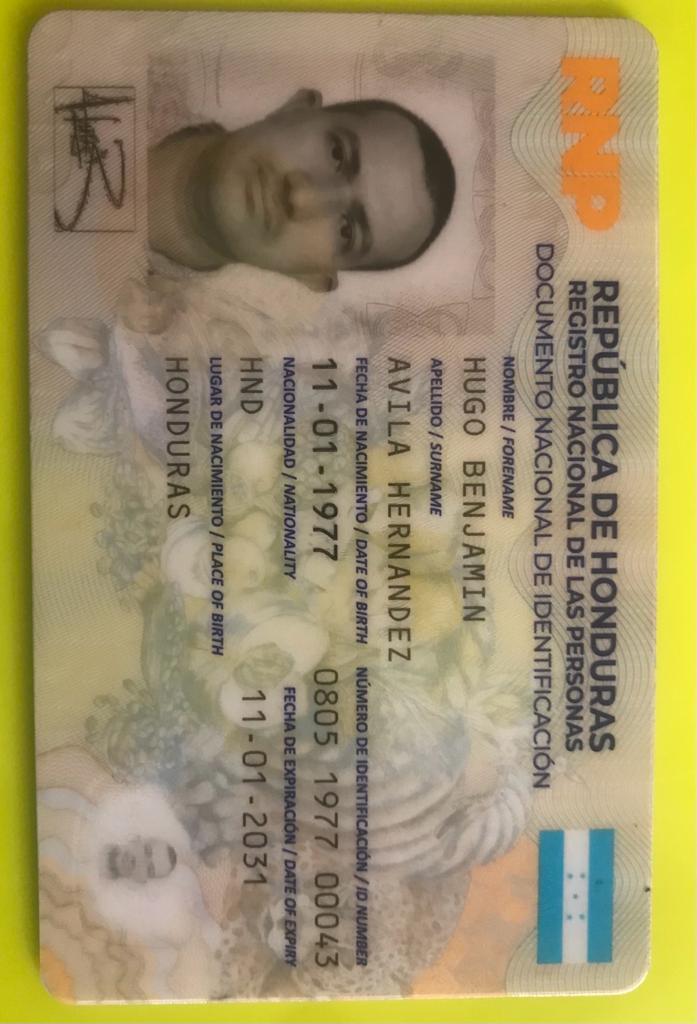 RNP
REPÚBLICA DE HONDURAS
REGISTRO NACIONAL DE LAS PERSONAS
DOCUMENTO NACIONAL DE IDENTIFICACIÓN
NOMBRE / FORENAME
HUGO BENJAMIN
APELLIDO / SURNAME
AVILA HERNANDEZ
FECHA DE NACIMIENTO / DATE OF BIRTH NÚMERO DE IDENTIFICACIÓN / ID NUMBER
11-01-1977 0805 1977 00043
NACIONALIDAD / NATIONALITY FECHA DE EXPIRACIÓN / DATE OF EXPIRY
HND 11-01-2031
LUGAR DE NACIMIENTO / PLACE OF BIRTH
HONDURAS